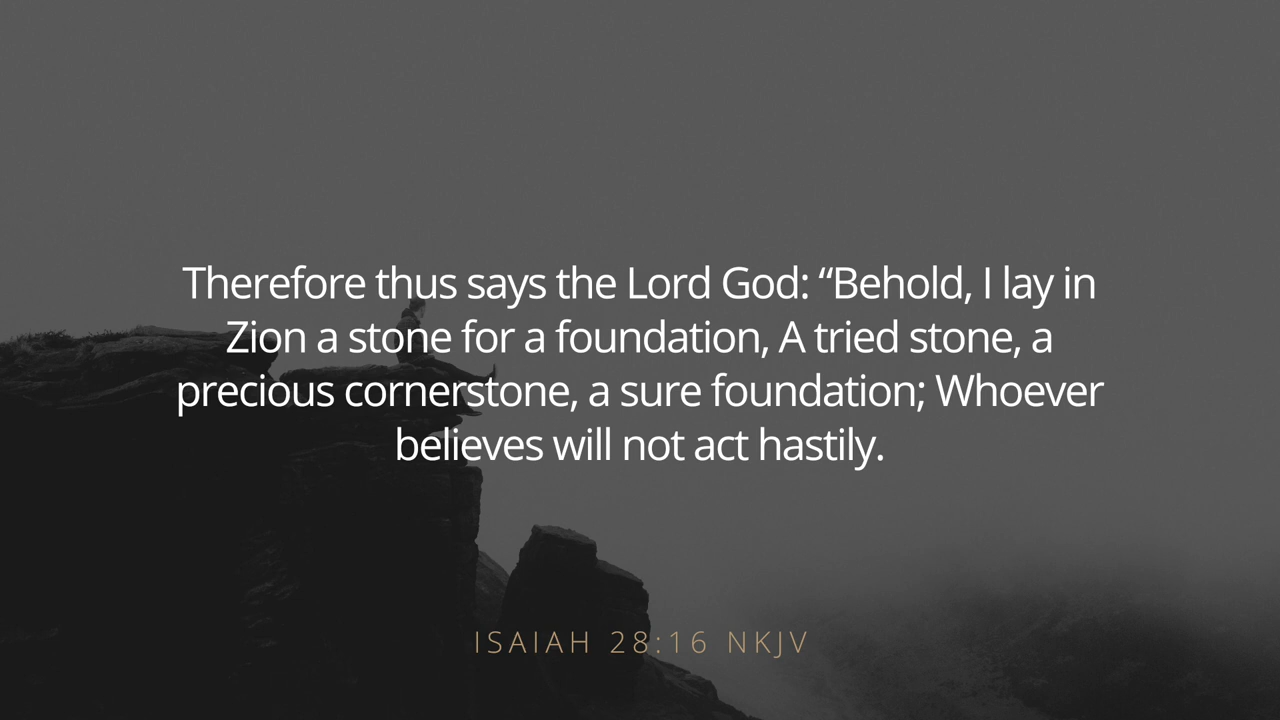 Therefore thus says the Lord God: “Behold, I lay in
Zion a stone for a foundation, A tried stone, a
precious cornerstone, a sure foundation; Whoever
believes will not act hastily.
ISAIAH 28:16 NKJV